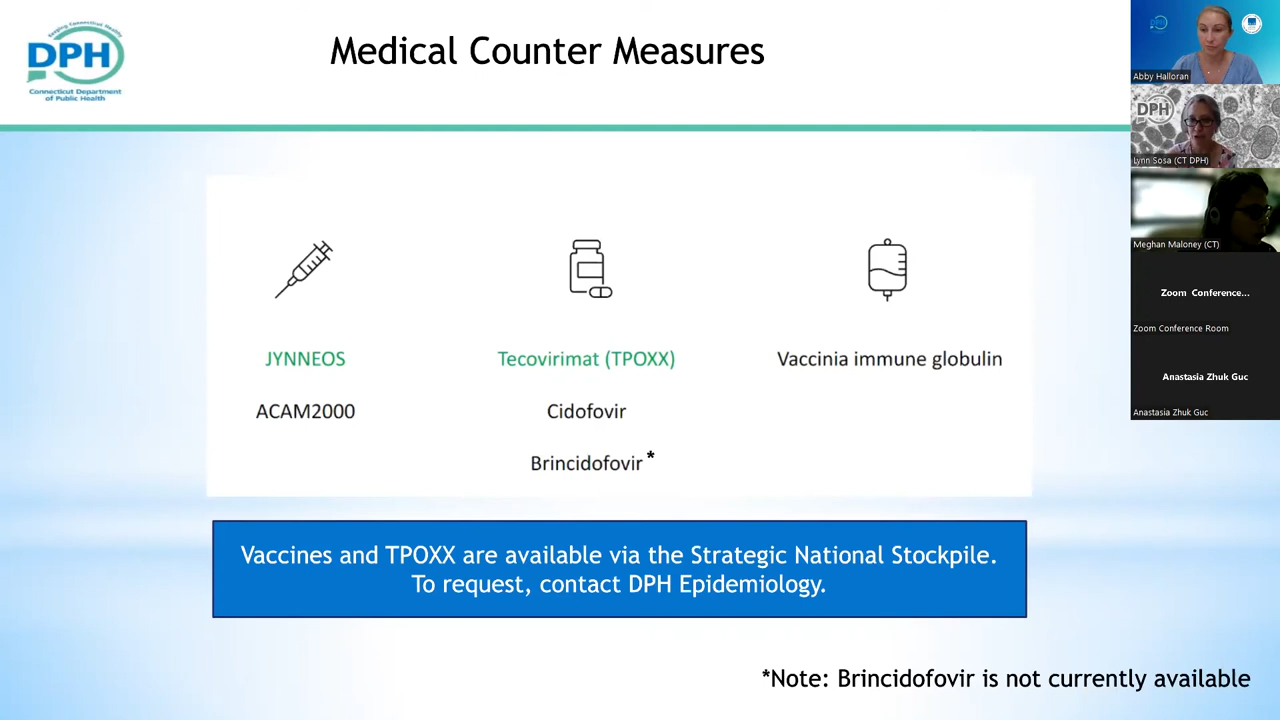 Keeping Connecticut Healthy
DPH
Connecticut Department
of Public Health
Medical Counter Measures
JYNNEOS
ACAM2000
Tecovirimat (TPOXX)
Cidofovir
Brincidofovir *
Vaccinia immune globulin
Vaccines and TPOXX are available via the Strategic National Stockpile.
To request, contact DPH Epidemiology.
*Note: Brincidofovir is not currently available
Abby Halloran
DPH
Lynn Sosa (CT DPH)
Meghan Maloney (CT)
Zoom Conference...
Zoom Conference Room
Anastasia Zhuk Guc
Anastasia Zhuk Guc